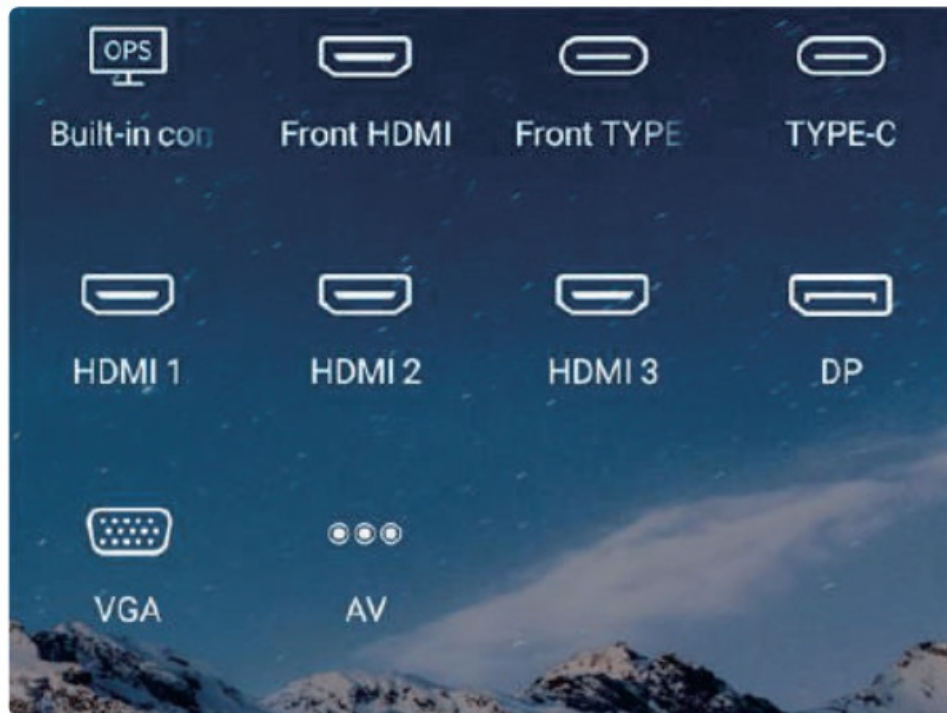 OPS
Built-in con
Front HDMI
Front TYPE
TYPE-C
HDMI 1
HDMI 2
HDMI 3
DP
VGA
AV